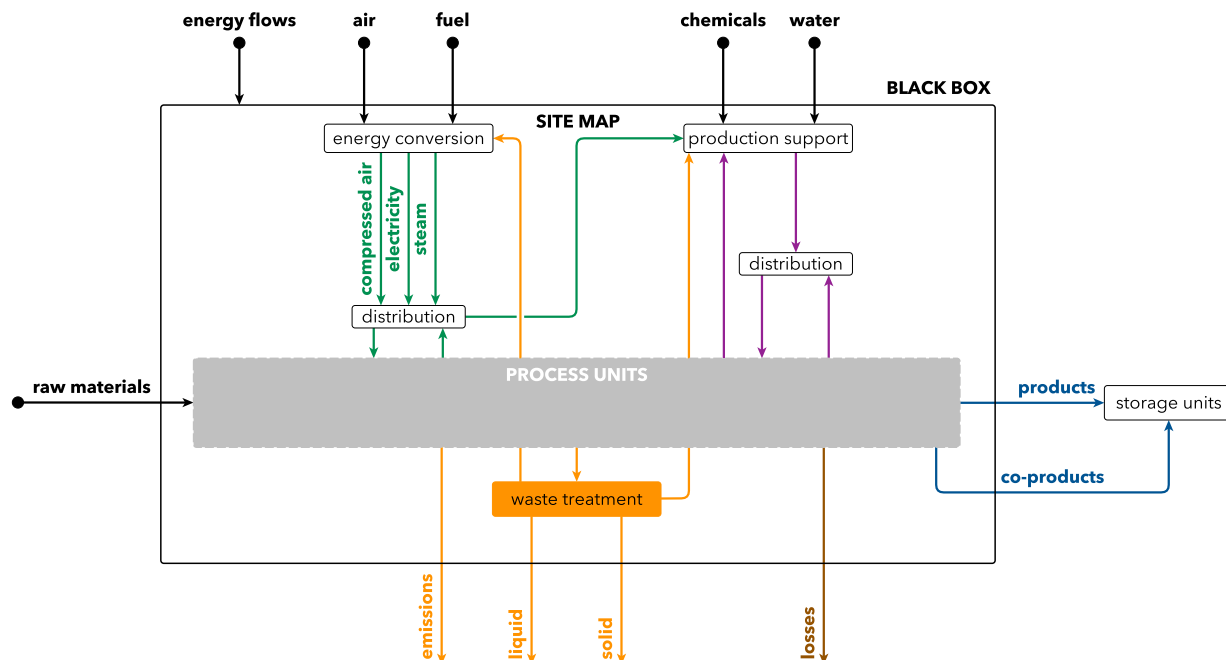 energy flows
air
fuel
chemicals
water
BLACK BOX
SITE MAP
energy conversion
production support
compressed air
electricity
steam
distribution
distribution
PROCESS UNITS
raw materials
products
storage units
co-products
waste treatment
emissions
liquid
solid
losses